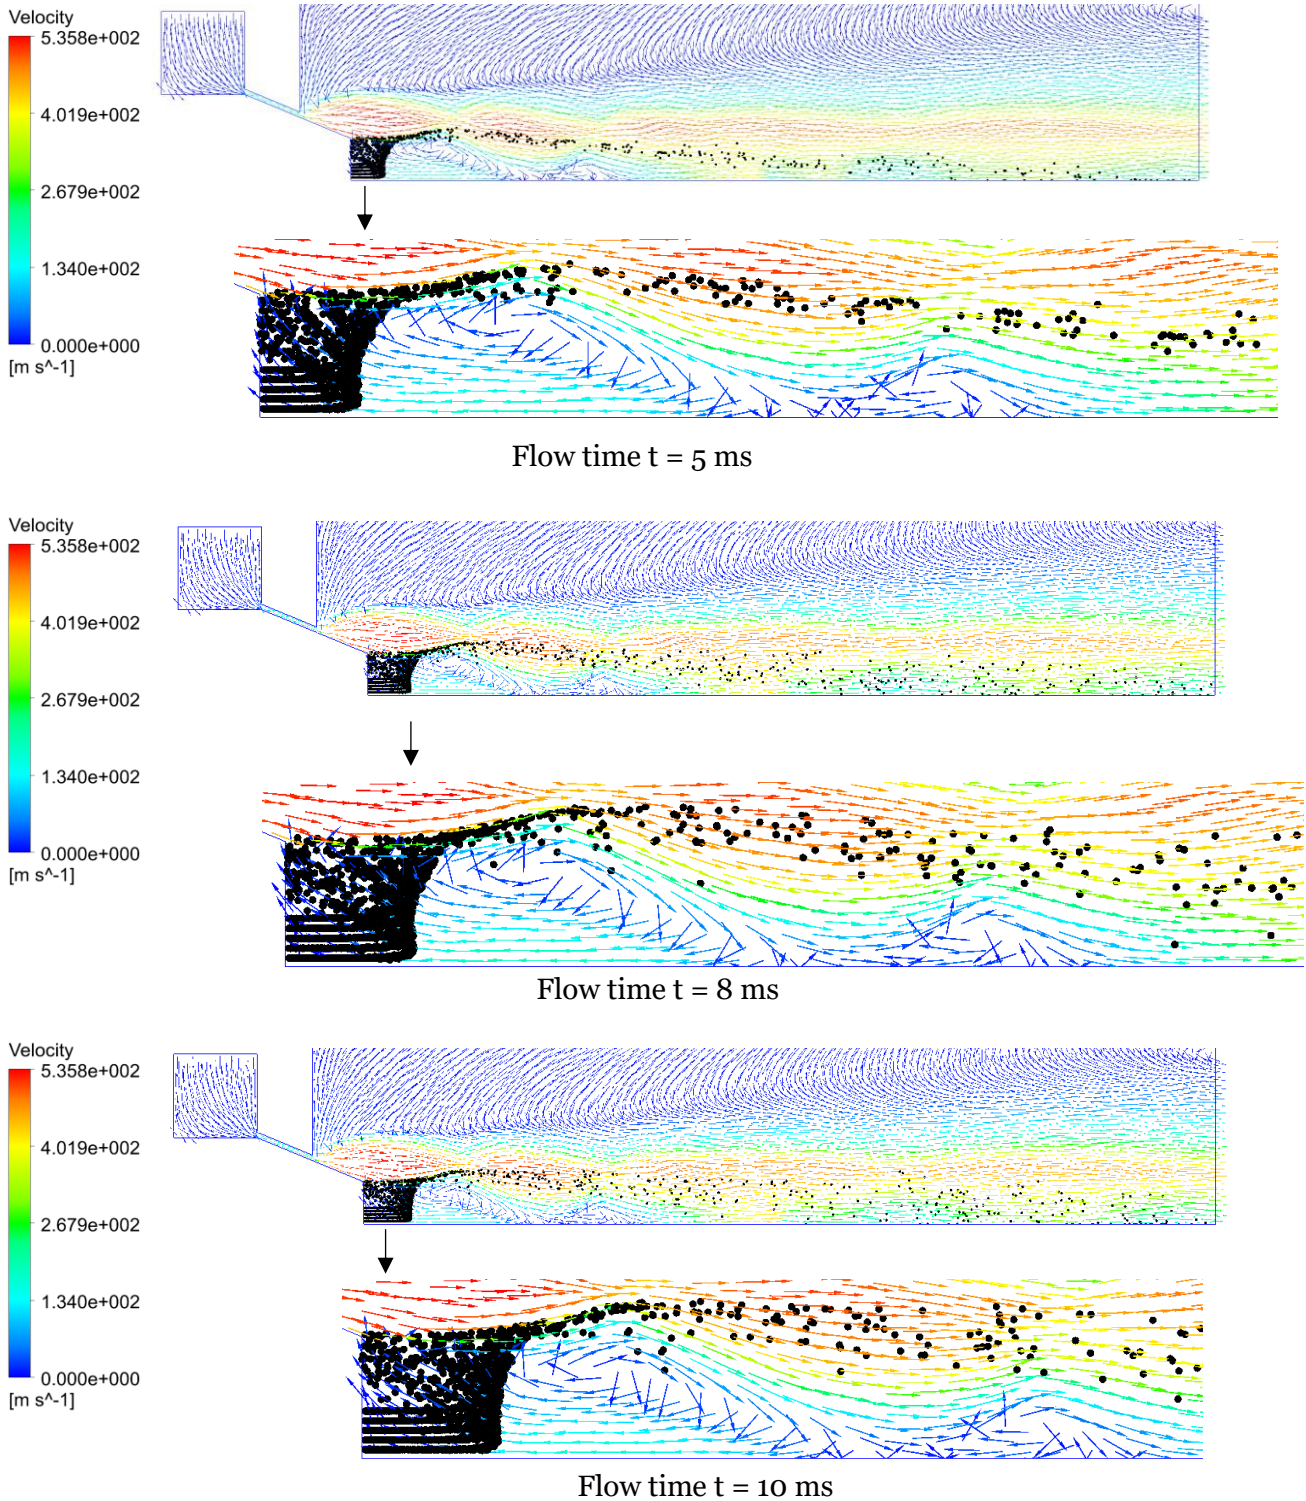 Velocity
5.358e+002
4.019e+002
2.679e+002
1.340e+002
0.000e+000
[m s^-1]
Flow time t = 5 ms
Velocity
5.358e+002
4.019e+002
2.679e+002
1.340e+002
0.000e+000
[m s^-1]
Flow time t = 8 ms
Velocity
5.358e+002
4.019e+002
2.679e+002
1.340e+002
0.000e+000
[m s^-1]
Flow time t = 10 ms